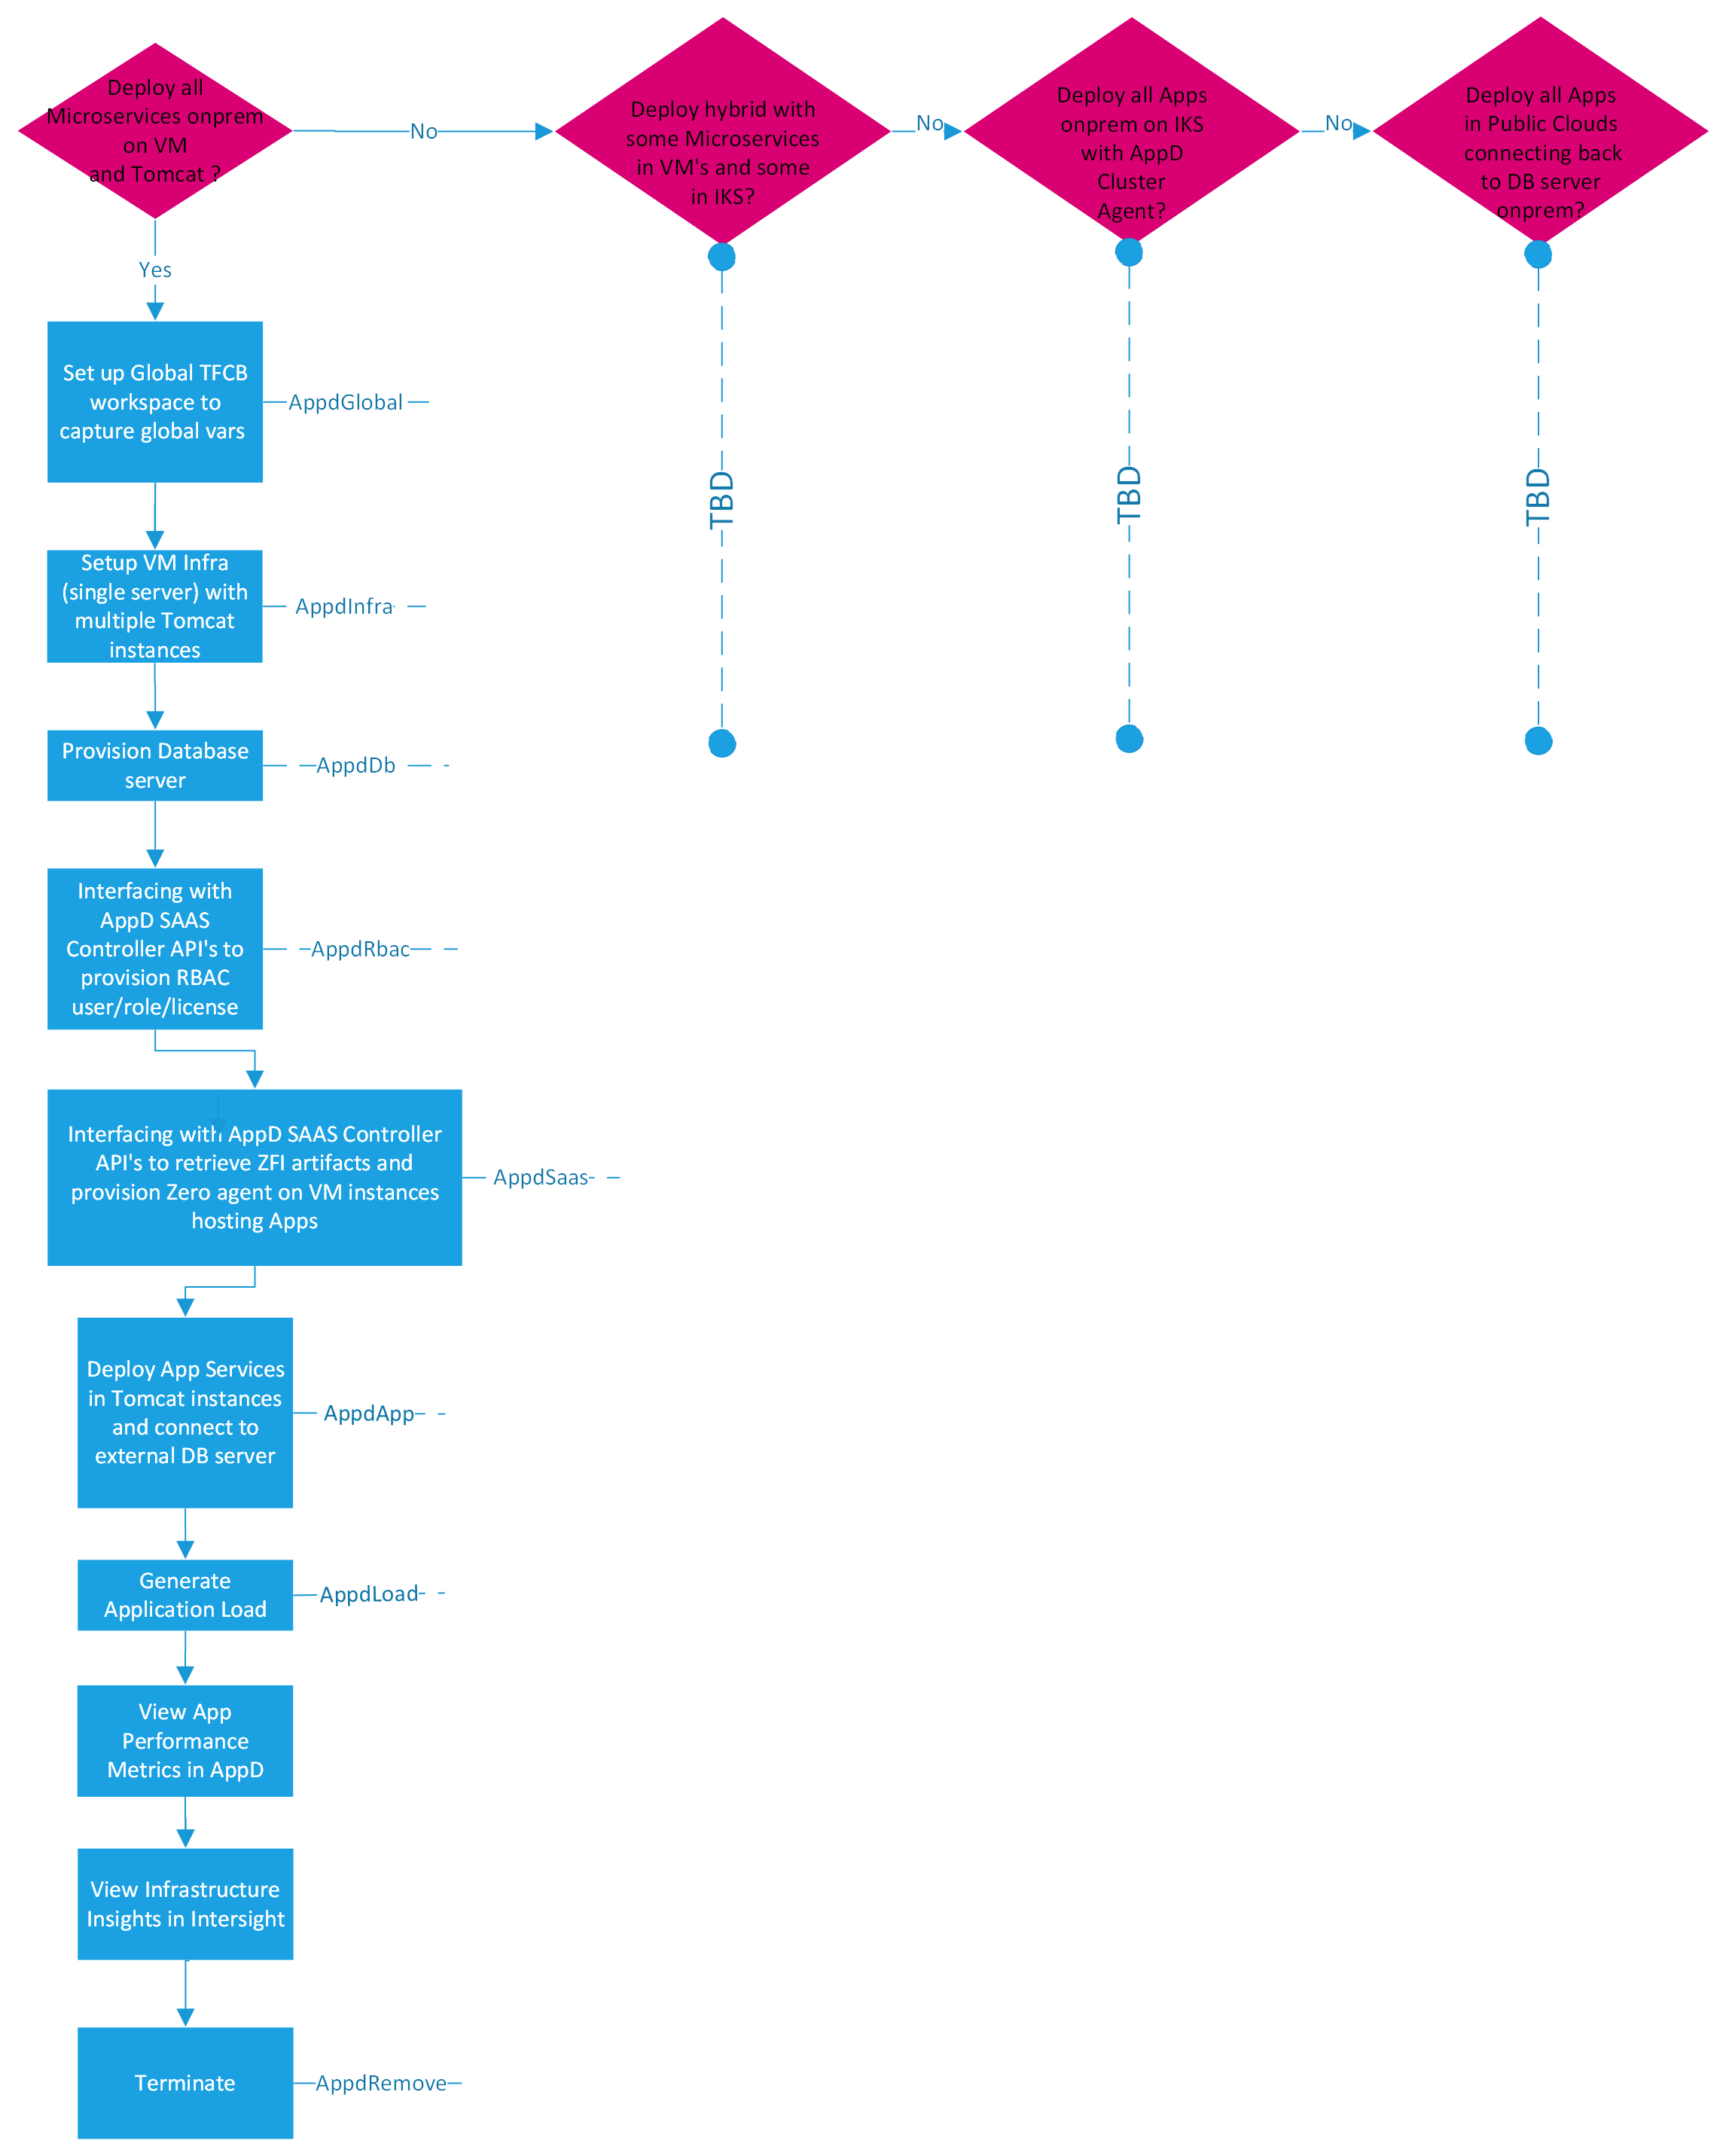 Deploy all
Microservices onprem
on VM
and Tomcat ?
No
Deploy hybrid with
some Microservices
in VM's and some
in IKS?
No
Deploy all Apps
onprem on IKS
with AppD
Cluster
Agent?
No
Deploy all Apps
in Public Clouds
connecting back
to DB server
onprem?
Yes
TBD
TBD
TBD
Set up Global TFCB
workspace to
capture global vars
AppdGlobal
Setup VM Infra
(single server) with
multiple Tomcat
instances
AppdInfra
Provision Database
server
AppdDb
Interfacing with
AppD SAAS
Controller API's to
provision RBAC
user/role/license
AppdRbac
Interfacing with AppD SAAS Controller
API's to retrieve ZFI artifacts and
provision Zero agent on VM instances
hosting Apps
AppdSaas
Deploy App Services
in Tomcat instances
and connect to
external DB server
AppdApp
Generate
Application Load
AppdLoad
View App
Performance
Metrics in AppD
View Infrastructure
Insights in Intersight
Terminate
AppdRemove